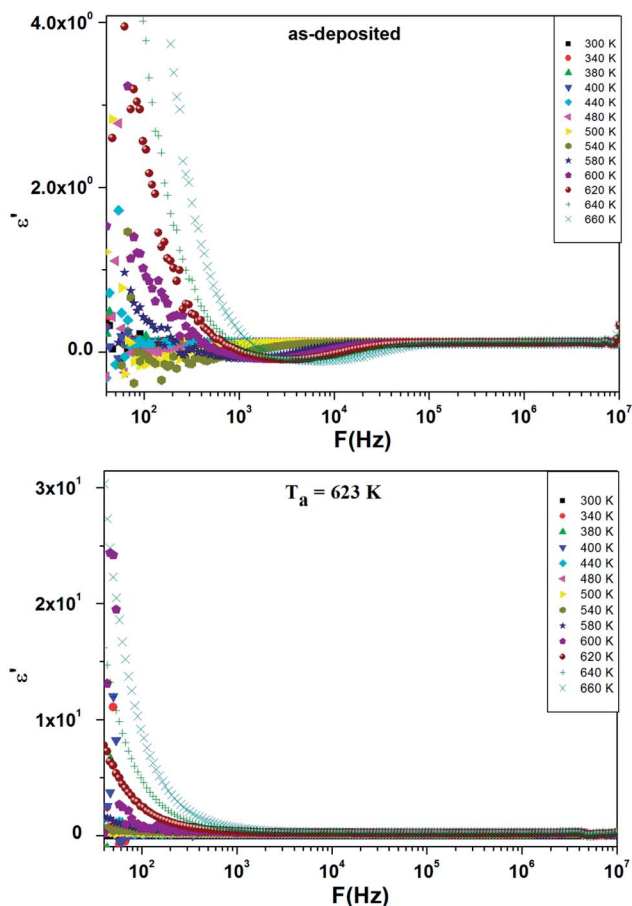 as-deposited
4.0x10⁰
2.0x10⁰
0.0
ε'
300 K
340 K
380 K
400 K
440 K
480 K
500 K
540 K
580 K
600 K
620 K
640 K
660 K
10² 10³ 10⁴ 10⁵ 10⁶ 10⁷
F(Hz)
Tₐ = 623 K
3x10¹
2x10¹
1x10¹
0
ε'
300 K
340 K
380 K
400 K
440 K
480 K
500 K
540 K
580 K
600 K
620 K
640 K
660 K
10² 10³ 10⁴ 10⁵ 10⁶ 10⁷
F(Hz)